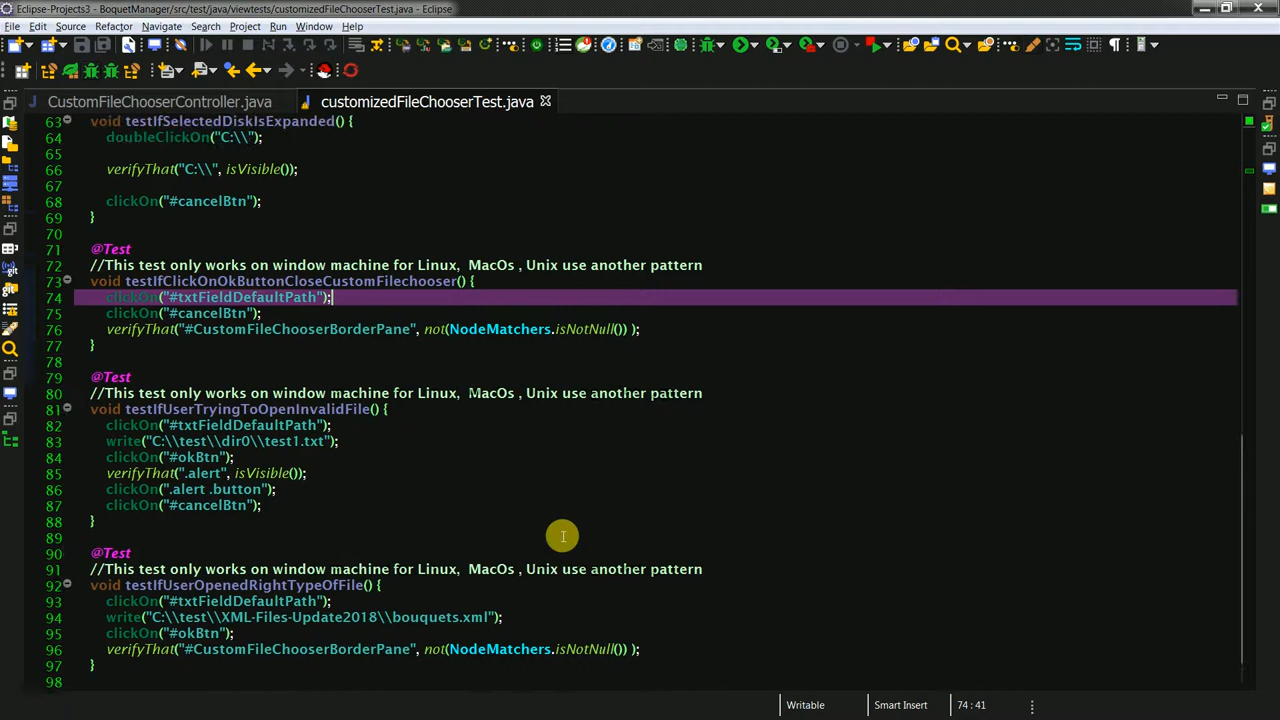 Eclipse-Projects3 - BoquetManager/src/test/java/viewtests/customizedFileChooserTest.java - Eclipse
File Edit Source Refactor Navigate Search Project Run Window Help
CustomFileChooserController.java customizedFileChooserTest.java
63 void testIfSelectedDiskIsExpanded() {
64 doubleClickOn("C:\\");
65
66 verifyThat("C:\\", isVisible());
67
68 clickOn("#cancelBtn");
69 }
70
71 @Test
72 //This test only works on window machine for Linux,  MacOs , Unix use another pattern
73 void testIfClickOnOkButtonCloseCustomFilechooser() {
74 clickOn("#txtFieldDefaultPath");
75 clickOn("#cancelBtn");
76 verifyThat("#CustomFileChooserBorderPane", not(NodeMatchers.isNotNull()) );
77 }
78
79 @Test
80 //This test only works on window machine for Linux,  MacOs , Unix use another pattern
81 void testIfUserTryingToOpenInvalidFile() {
82 clickOn("#txtFieldDefaultPath");
83 write("C:\\test\\dir0\\test1.txt");
84 clickOn("#okBtn");
85 verifyThat(".alert", isVisible());
86 clickOn(".alert .button");
87 clickOn("#cancelBtn");
88 }
89
90 @Test
91 //This test only works on window machine for Linux,  MacOs , Unix use another pattern
92 void testIfUserOpenedRightTypeOfFile() {
93 clickOn("#txtFieldDefaultPath");
94 write("C:\\test\\XML-Files-Update2018\\bouquets.xml");
95 clickOn("#okBtn");
96 verifyThat("#CustomFileChooserBorderPane", not(NodeMatchers.isNotNull()) );
97 }
98
Writable Smart Insert 74 : 41